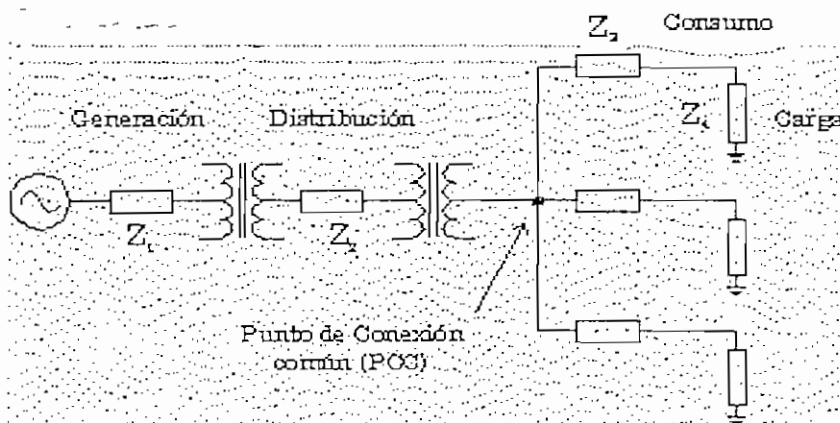 Z₃
Consumo
Generación
Distribución
Z₄
Carga
Z₁
Z₂
Punto de Conexión
común (PCC)